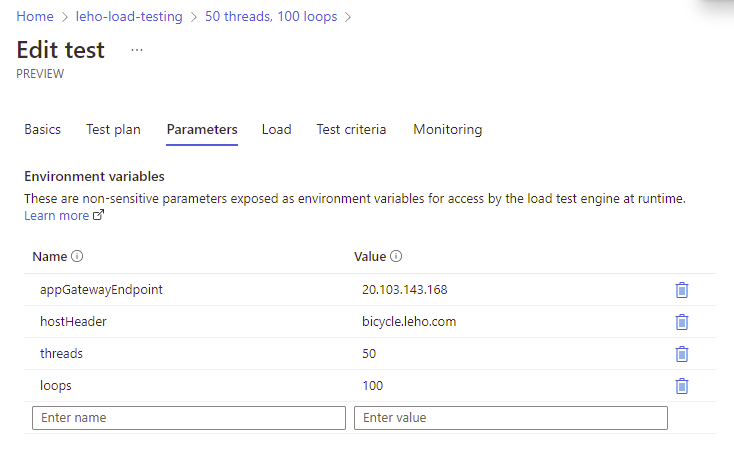 Home > leho-load-testing > 50 threads, 100 loops >
Edit test ...
PREVIEW
Basics Test plan Parameters Load Test criteria Monitoring
Environment variables
These are non-sensitive parameters exposed as environment variables for access by the load test engine at runtime.
Learn more
Name Value
appGatewayEndpoint 20.103.143.168
hostHeader bicycle.leho.com
threads 50
loops 100
Enter name Enter value